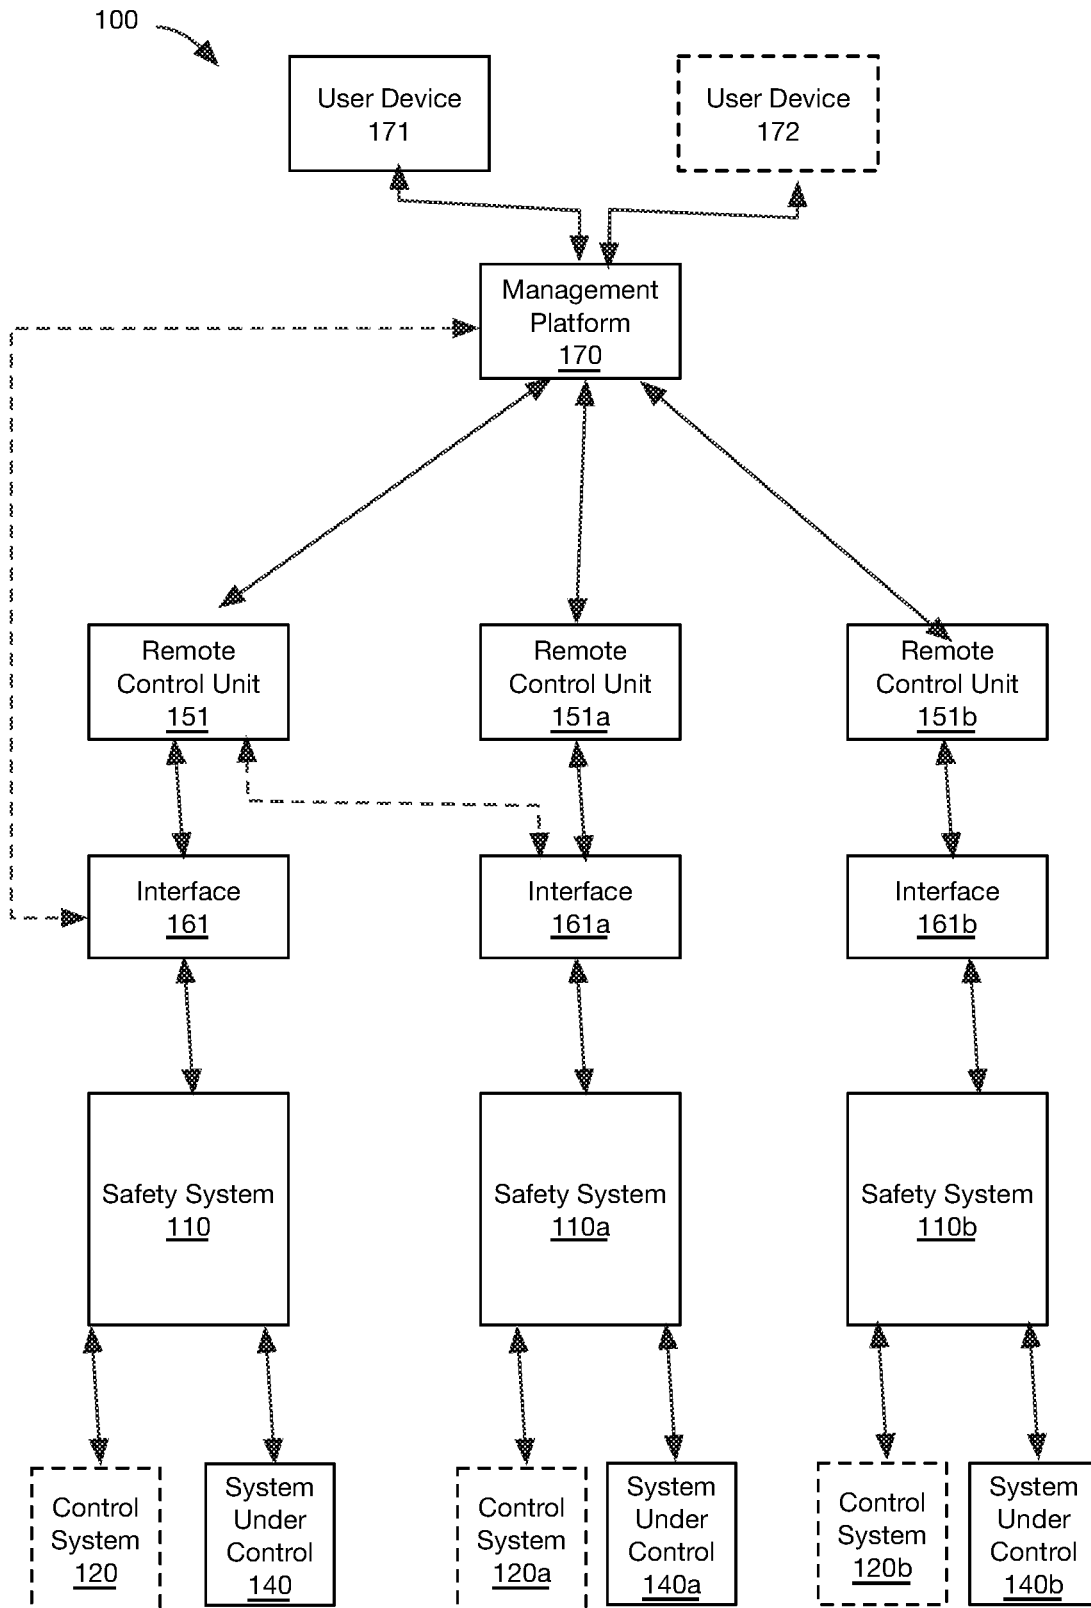 100
User Device
171
User Device
172
Management
Platform
170
Remote
Control Unit
151
Remote
Control Unit
151a
Remote
Control Unit
151b
Interface
161
Interface
161a
Interface
161b
Safety System
110
Safety System
110a
Safety System
110b
Control
System
120
System
Under
Control
140
Control
System
120a
System
Under
Control
140a
Control
System
120b
System
Under
Control
140b